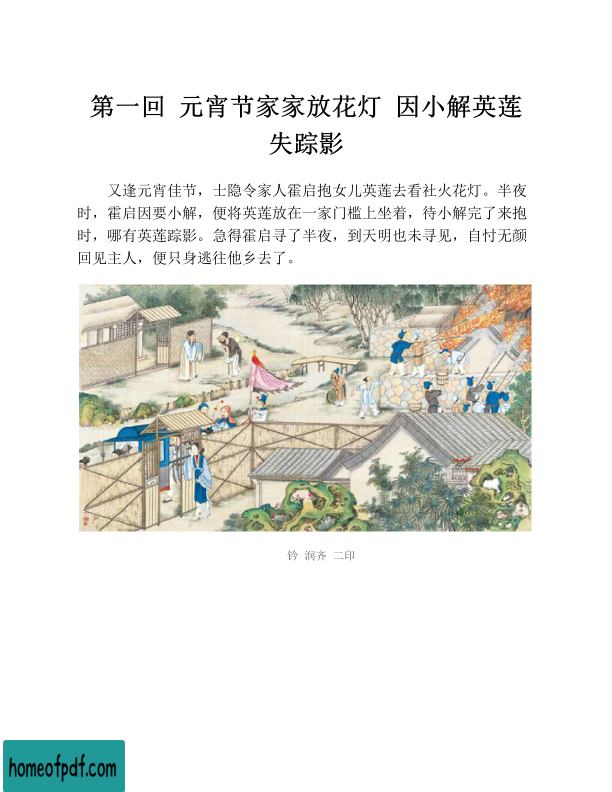 第一回 元宵节家家放花灯 因小解英莲
失踪影
又逢元宵佳节，士隐令家人霍启抱女儿英莲去看社火花灯。半夜
时，霍启因要小解，便将英莲放在一家门槛上坐着，待小解完了来抱
时，哪有英莲踪影。急得霍启寻了半夜，到天明也未寻见，自忖无颜
回见主人，便只身逃往他乡去了。
钤 润齐 二印
homeofpdf.com